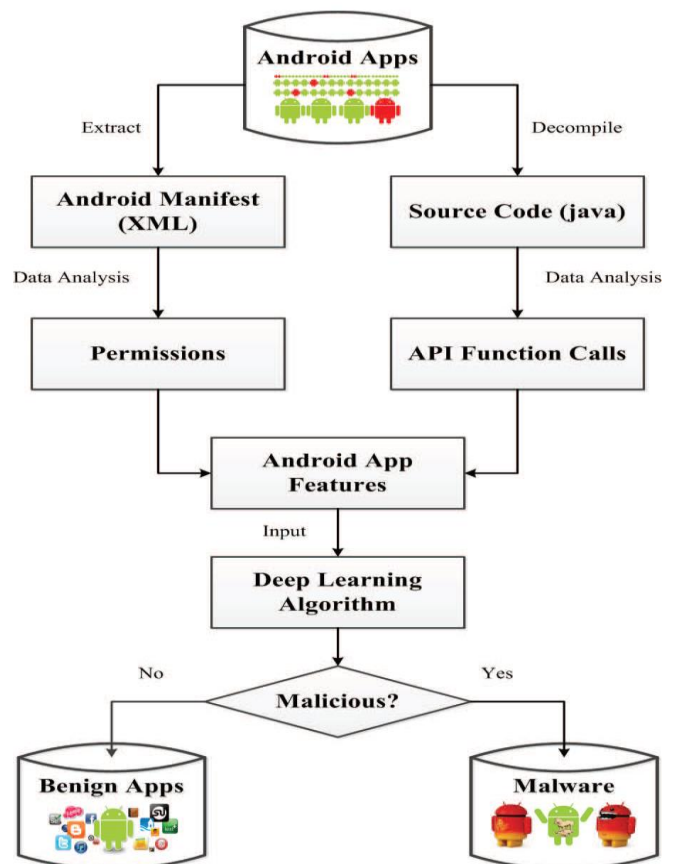 Android Apps
Extract
Decompile
Android Manifest
(XML)
Source Code (java)
Data Analysis
Data Analysis
Permissions
API Function Calls
Android App
Features
Input
Deep Learning
Algorithm
No
Malicious?
Yes
Benign Apps
Malware